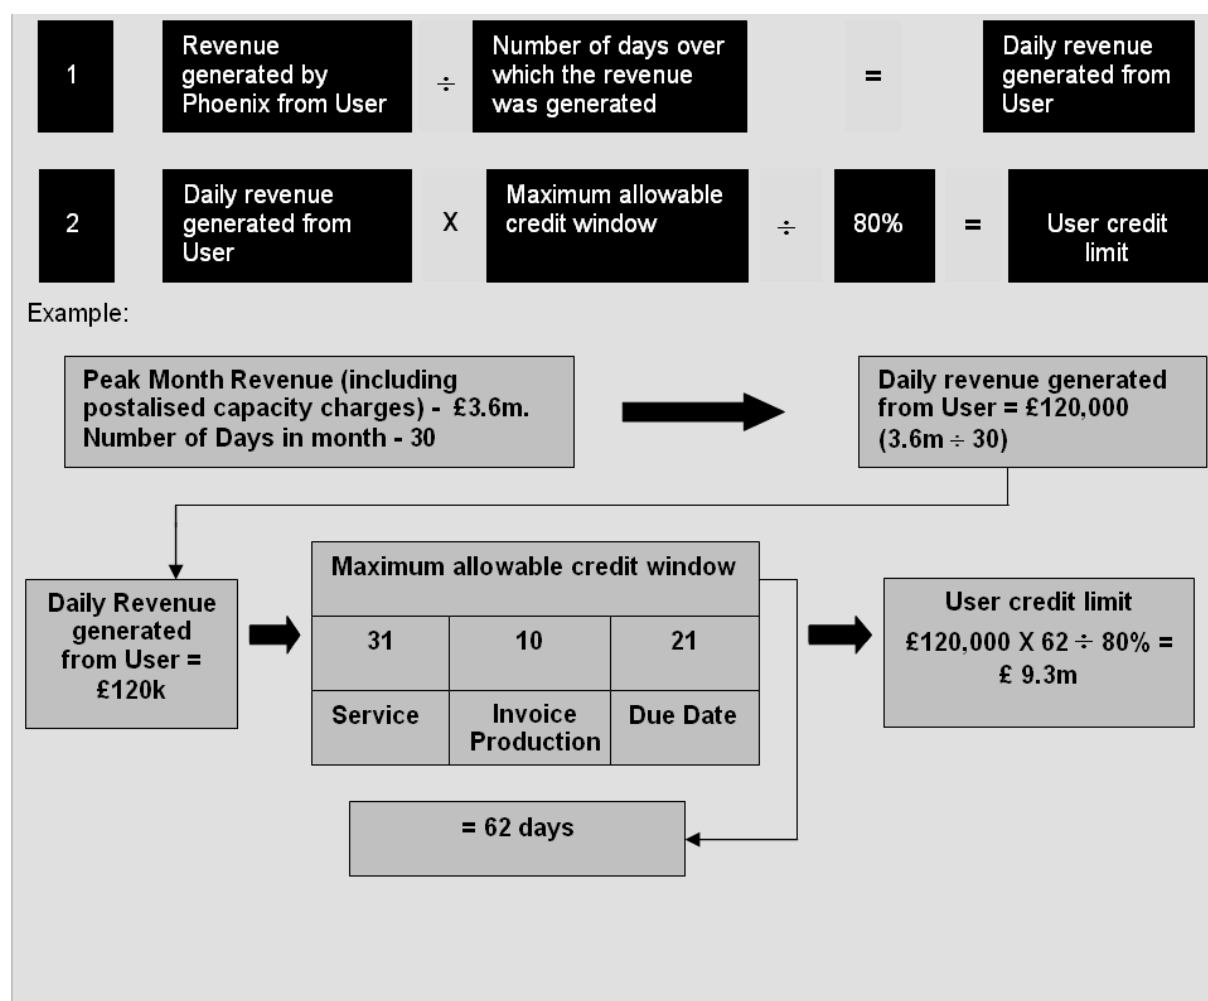 1
Revenue
generated by
Phoenix from User
÷
Number of days over
which the revenue
was generated
=
Daily revenue
generated from
User
2
Daily revenue
generated from
User
X
Maximum allowable
credit window
÷
80%
=
User credit
limit
Example:
Peak Month Revenue (including
postalised capacity charges) - £3.6m.
Number of Days in month - 30
Daily revenue generated
from User = £120,000
(3.6m ÷ 30)
Daily Revenue
generated
from User =
£120k
Maximum allowable credit window
31
10
21
Service
Invoice
Production
Due Date
User credit limit
£120,000 X 62 ÷ 80% =
£ 9.3m
= 62 days